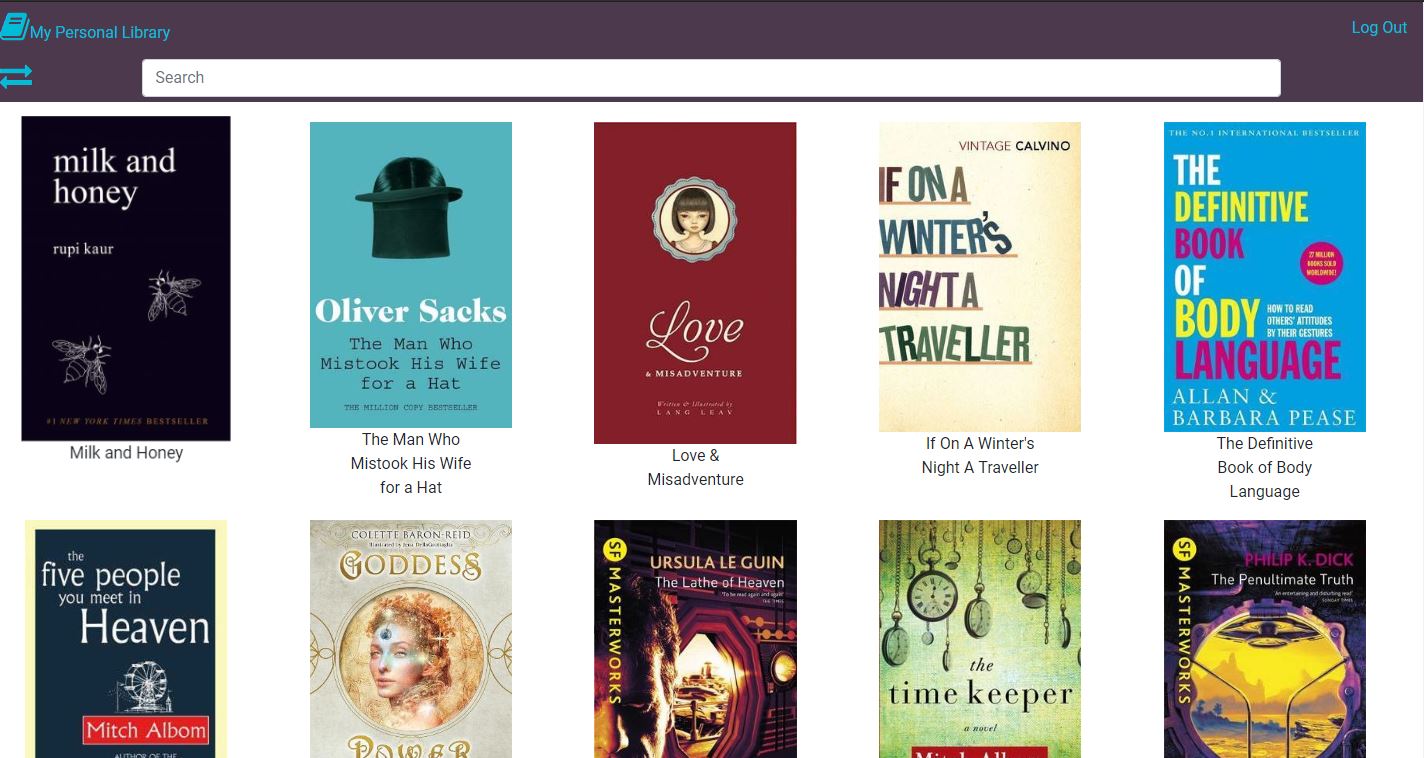 My Personal Library
Log Out
Search
milk and
honey
rupi kaur
#1 NEW YORK TIMES BESTSELLER
Milk and Honey
Oliver Sacks
The Man Who
Mistook His Wife
for a Hat
THE MILLION COPY BESTSELLER
The Man Who
Mistook His Wife
for a Hat
Love
& MISADVENTURE
Written & Illustrated by
LANG LEAV
Love &
Misadventure
VINTAGE CALVINO
IF ON A
WINTER'S
NIGHT A
TRAVELLER
If On A Winter's
Night A Traveller
THE NO.1 INTERNATIONAL BESTSELLER
THE
DEFINITIVE
BOOK
OF
BODY
LANGUAGE
27 MILLION
BOOKS SOLD
WORLDWIDE!
HOW TO READ
OTHERS' ATTITUDES
BY THEIR GESTURES
ALLAN &
BARBARA PEASE
The Definitive
Book of Body
Language
the
five people
you meet in
Heaven
Mitch Albom
AUTHOR OF THE
COLETTE BARON-REID
Illustrated by Jena DellaGrottaglia
GODDESS
POWER
SF MASTERWORKS
URSULA LE GUIN
The Lathe of Heaven
'To be read again and again'
THE TIMES
the
time keeper
a novel
Mitch Albom
SF MASTERWORKS
PHILIP K. DICK
The Penultimate Truth
'An entertaining and disturbing read'
SUNDAY TIMES